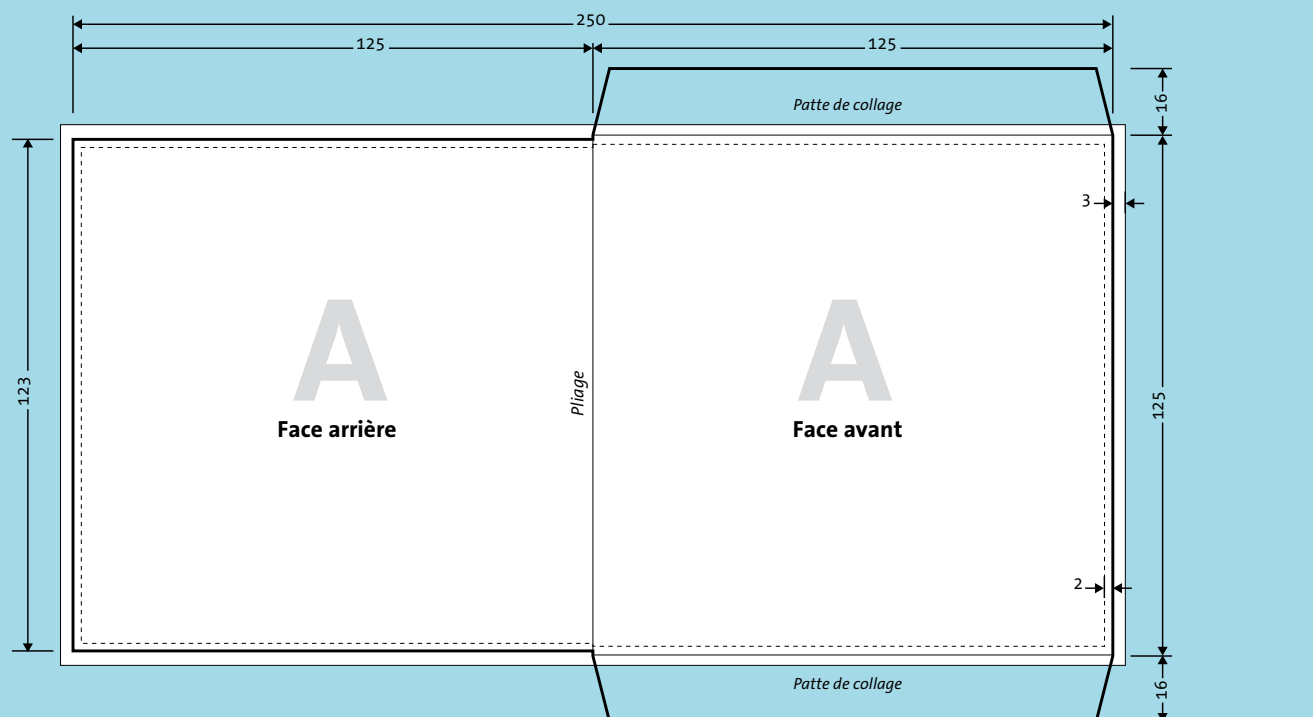 250
125
125
Patte de collage
16
3
A
A
Pliage
123
125
Face arrière
Face avant
2
Patte de collage
16